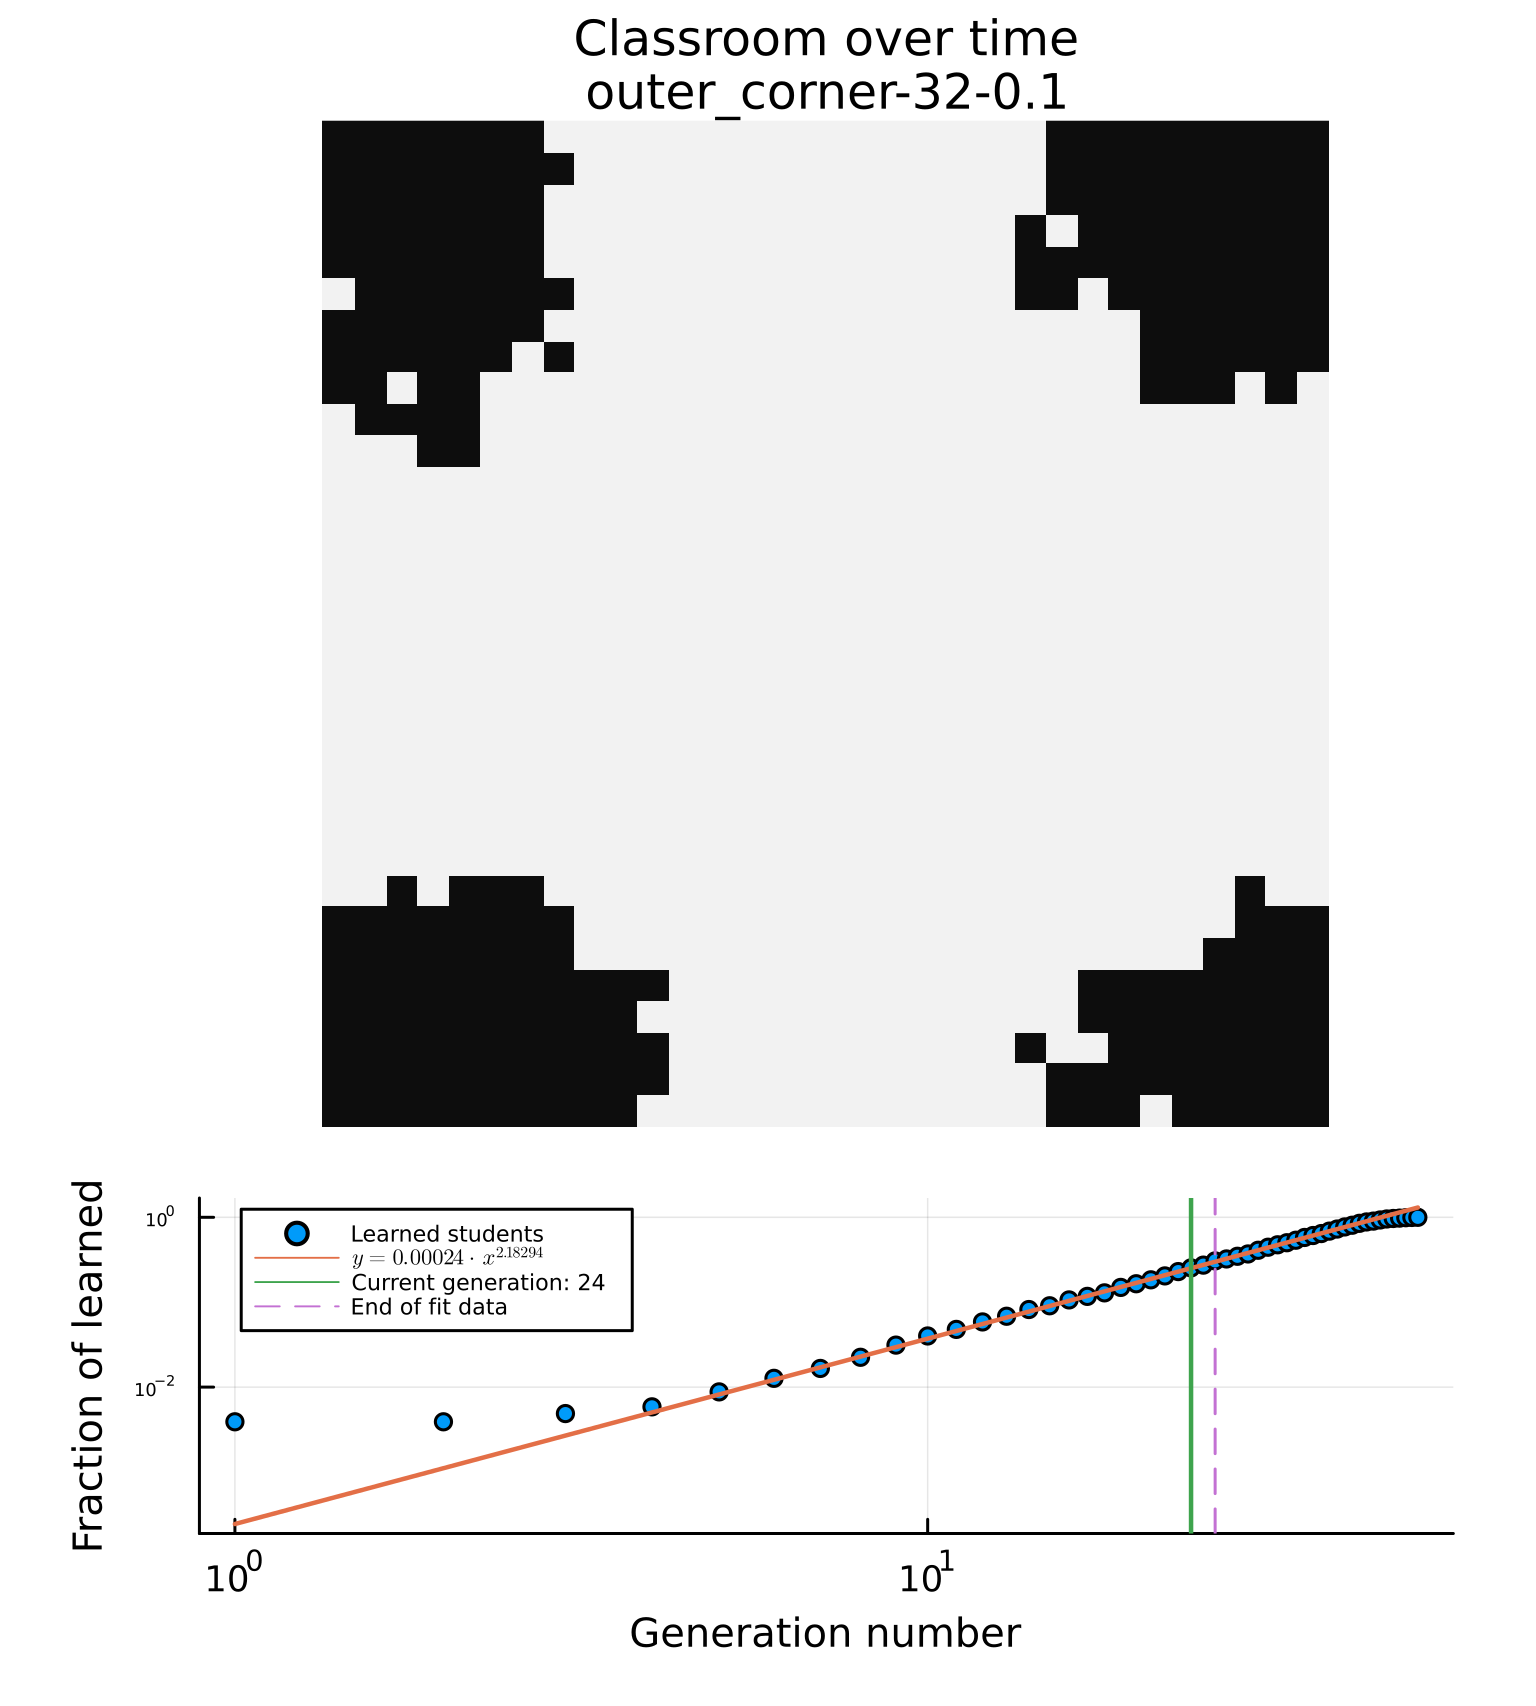 Classroom over time
outer_corner-32-0.1
Fraction of learned
10^0
10^-2
Learned students
y = 0.00024 · x^2.18294
Current generation: 24
End of fit data
10^0
10^1
Generation number